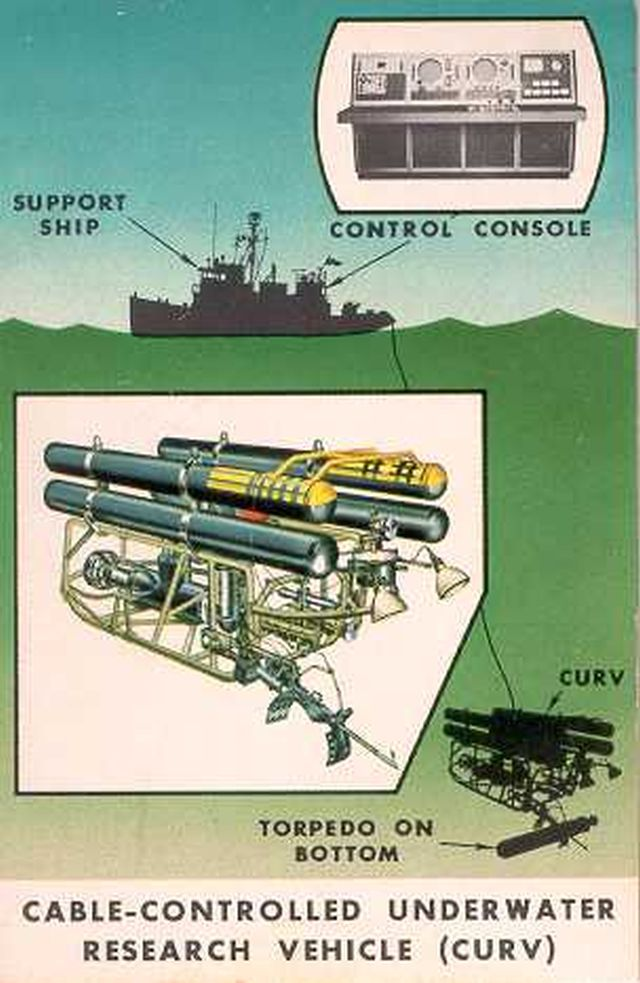 SUPPORT
SHIP
CONTROL CONSOLE
CURV
TORPEDO ON
BOTTOM
CABLE-CONTROLLED UNDERWATER
RESEARCH VEHICLE (CURV)